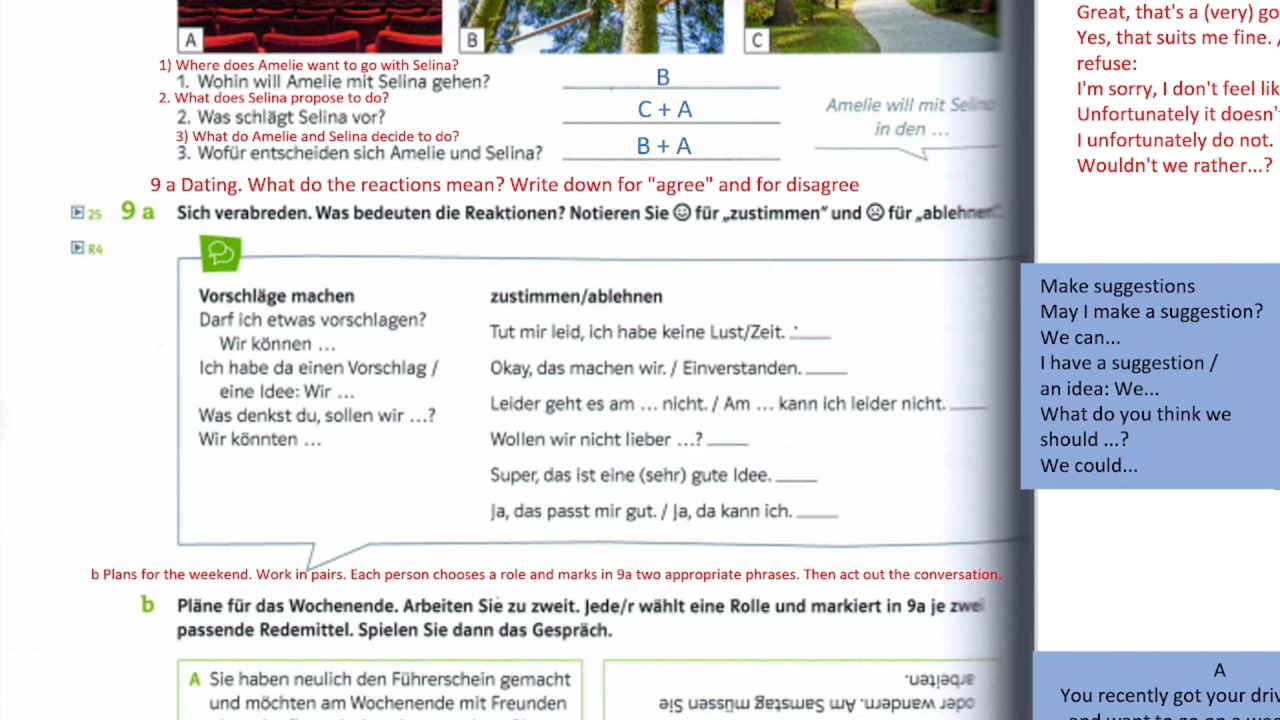 A
B
C
1) Where does Amelie want to go with Selina?
1. Wohin will Amelie mit Selina gehen?
B
2. What does Selina propose to do?
2. Was schlägt Selina vor?
C + A
3) What do Amelie and Selina decide to do?
3. Wofür entscheiden sich Amelie und Selina?
B + A
Amelie will mit Selina
in den ...
9 a Dating. What do the reactions mean? Write down for "agree" and for disagree
25
9 a Sich verabreden. Was bedeuten die Reaktionen? Notieren Sie ☺ für „zustimmen“ und ☹ für „ablehnen“.
R4
Vorschläge machen
Darf ich etwas vorschlagen?
Wir können ...
Ich habe da einen Vorschlag /
eine Idee: Wir ...
Was denkst du, sollen wir ...?
Wir könnten ...
zustimmen/ablehnen
Tut mir leid, ich habe keine Lust/Zeit.
Okay, das machen wir. / Einverstanden.
Leider geht es am ... nicht. / Am ... kann ich leider nicht.
Wollen wir nicht lieber ...?
Super, das ist eine (sehr) gute Idee.
Ja, das passt mir gut. / Ja, da kann ich.
b Plans for the weekend. Work in pairs. Each person chooses a role and marks in 9a two appropriate phrases. Then act out the conversation.
b Pläne für das Wochenende. Arbeiten Sie zu zweit. Jede/r wählt eine Rolle und markiert in 9a je zwei
passende Redemittel. Spielen Sie dann das Gespräch.
A Sie haben neulich den Führerschein gemacht
und möchten am Wochenende mit Freunden
oder wandern. Am Samstag müssen Sie
arbeiten.
Great, that's a (very) go
Yes, that suits me fine. /
refuse:
I'm sorry, I don't feel lik
Unfortunately it doesn'
I unfortunately do not.
Wouldn't we rather...?
Make suggestions
May I make a suggestion?
We can...
I have a suggestion /
an idea: We...
What do you think we
should ...?
We could...
A
You recently got your driv